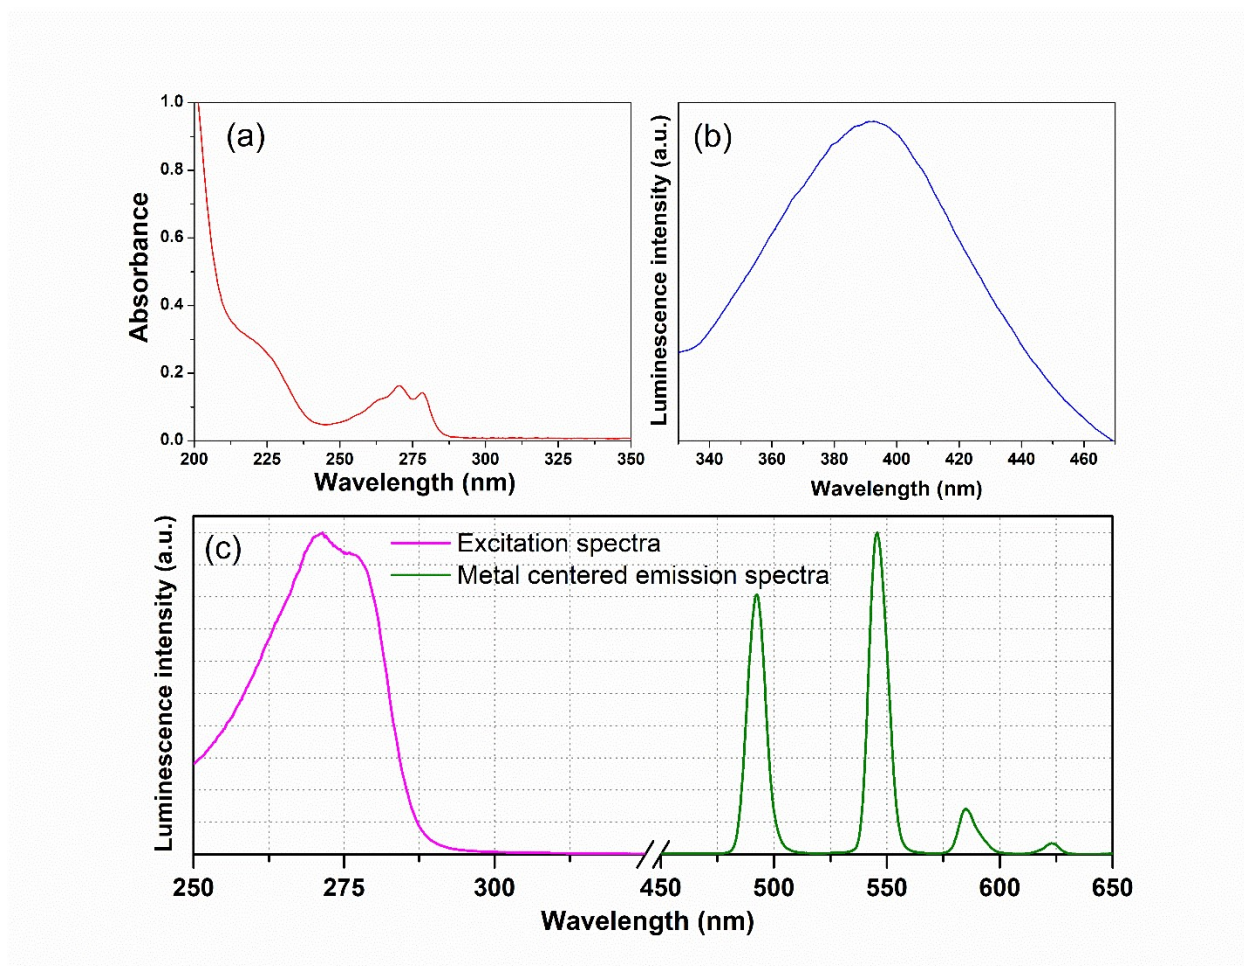 (a)
Absorbance
1.0
0.8
0.6
0.4
0.2
0.0
200 225 250 275 300 325 350
Wavelength (nm)
(b)
Luminescence intensity (a.u.)
340 360 380 400 420 440 460
Wavelength (nm)
(c)
Luminescence intensity (a.u.)
Excitation spectra
Metal centered emission spectra
250 275 300 450 500 550 600 650
Wavelength (nm)